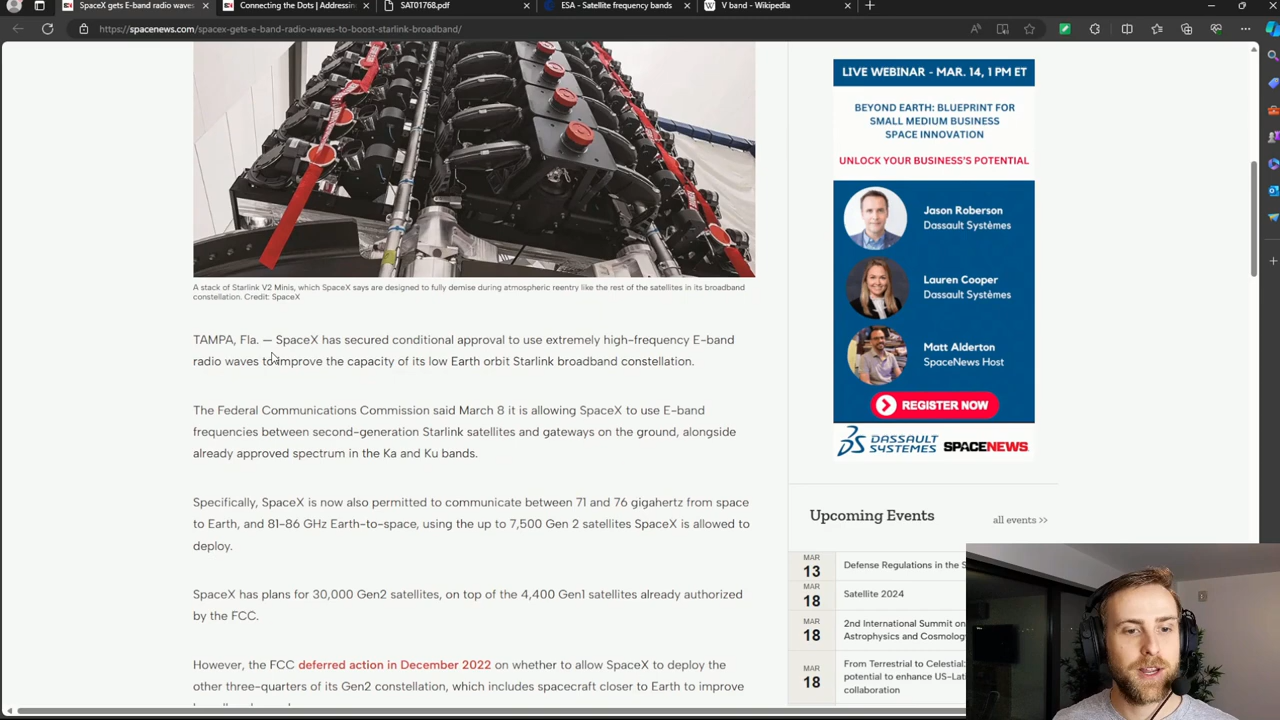 SpaceX gets E-band radio waves
Connecting the Dots | Addressin
SAT01768.pdf
ESA - Satellite frequency bands
V band - Wikipedia
https://spacenews.com/spacex-gets-e-band-radio-waves-to-boost-starlink-broadband/
A stack of Starlink V2 Minis, which SpaceX says are designed to fully demise during atmospheric reentry like the rest of the satellites in its broadband
constellation. Credit: SpaceX
TAMPA, Fla. — SpaceX has secured conditional approval to use extremely high-frequency E-band
radio waves to improve the capacity of its low Earth orbit Starlink broadband constellation.
The Federal Communications Commission said March 8 it is allowing SpaceX to use E-band
frequencies between second-generation Starlink satellites and gateways on the ground, alongside
already approved spectrum in the Ka and Ku bands.
Specifically, SpaceX is now also permitted to communicate between 71 and 76 gigahertz from space
to Earth, and 81-86 GHz Earth-to-space, using the up to 7,500 Gen 2 satellites SpaceX is allowed to
deploy.
SpaceX has plans for 30,000 Gen2 satellites, on top of the 4,400 Gen1 satellites already authorized
by the FCC.
However, the FCC deferred action in December 2022 on whether to allow SpaceX to deploy the
other three-quarters of its Gen2 constellation, which includes spacecraft closer to Earth to improve
LIVE WEBINAR - MAR. 14, 1 PM ET
BEYOND EARTH: BLUEPRINT FOR
SMALL MEDIUM BUSINESS
SPACE INNOVATION
UNLOCK YOUR BUSINESS'S POTENTIAL
Jason Roberson
Dassault Systèmes
Lauren Cooper
Dassault Systèmes
Matt Alderton
SpaceNews Host
REGISTER NOW
DASSAULT SYSTEMES SPACENEWS
Upcoming Events
all events >>
MAR
13
Defense Regulations in the S
MAR
18
Satellite 2024
MAR
18
2nd International Summit on
Astrophysics and Cosmolog
MAR
18
From Terrestrial to Celestial:
potential to enhance US-Lati
collaboration